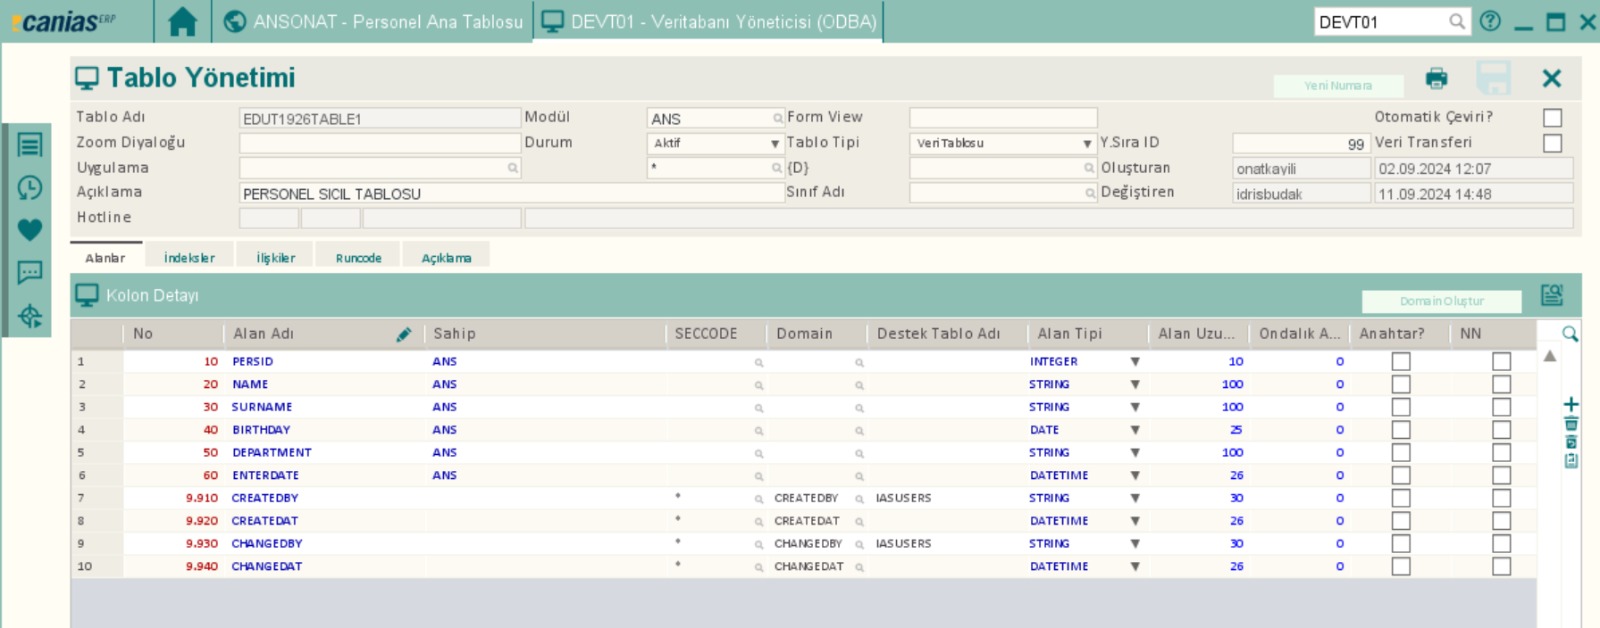 canias ERP ANSONAT - Personel Ana Tablosu DEVT01 - Veritabanı Yöneticisi (ODBA) DEVT01
Tablo Yönetimi Yeni Numara
Tablo Adı EDUT1926TABLE1 Modül ANS Form View Otomatik Çeviri?
Zoom Diyaloğu Durum Aktif Tablo Tipi Veri Tablosu Y.Sıra ID 99 Veri Transferi
Uygulama * {D} Oluşturan onatkayili 02.09.2024 12:07
Açıklama PERSONEL SICIL TABLOSU Sınıf Adı Değiştiren idrisbudak 11.09.2024 14:48
Hotline
Alanlar İndeksler İlişkiler Runcode Açıklama
Kolon Detayı Domain Oluştur
No Alan Adı Sahip SECCODE Domain Destek Tablo Adı Alan Tipi Alan Uzu... Ondalık A... Anahtar? NN
1 10 PERSID ANS INTEGER 10 0
2 20 NAME ANS STRING 100 0
3 30 SURNAME ANS STRING 100 0
4 40 BIRTHDAY ANS DATE 25 0
5 50 DEPARTMENT ANS STRING 100 0
6 60 ENTERDATE ANS DATETIME 26 0
7 9.910 CREATEDBY * CREATEDBY IASUSERS STRING 30 0
8 9.920 CREATEDAT * CREATEDAT DATETIME 26 0
9 9.930 CHANGEDBY * CHANGEDBY IASUSERS STRING 30 0
10 9.940 CHANGEDAT * CHANGEDAT DATETIME 26 0